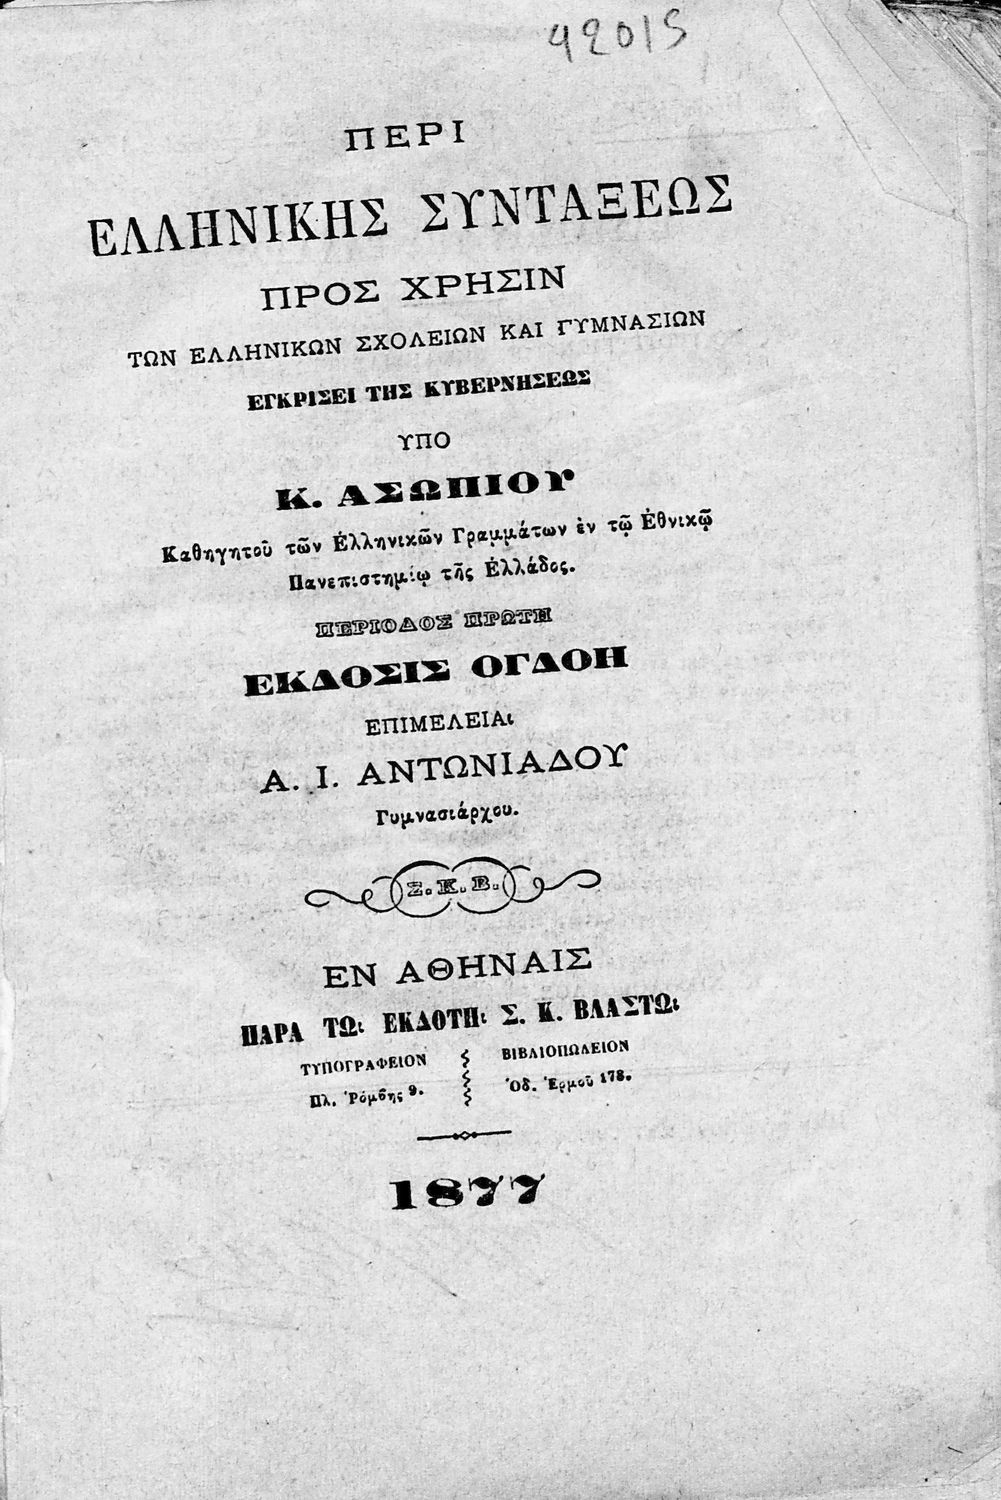 42015
ΠΕΡΙ
ΕΛΛΗΝΙΚΗΣ ΣΥΝΤΑΞΕΩΣ
ΠΡΟΣ ΧΡΗΣΙΝ
ΤΩΝ ΕΛΛΗΝΙΚΩΝ ΣΧΟΛΕΙΩΝ ΚΑΙ ΓΥΜΝΑΣΙΩΝ
ΕΓΚΡΙΣΕΙ ΤΗΣ ΚΥΒΕΡΝΗΣΕΩΣ
ΥΠΟ
Κ. ΑΣΩΠΙΟΥ
Καθηγητοῦ τῶν Ἑλληνικῶν Γραμμάτων ἐν τῷ Ἐθνικῷ
Πανεπιστημίῳ τῆς Ἑλλάδος.
ΠΕΡΙΟΔΟΣ ΠΡΩΤΗ
ΕΚΔΟΣΙΣ ΟΓΔΟΗ
ΕΠΙΜΕΛΕΙΑι
Α. Ι. ΑΝΤΩΝΙΑΔΟΥ
Γυμνασιάρχου.
Σ. Κ. Β.
ΕΝ ΑΘΗΝΑΙΣ
ΠΑΡΑ ΤΩι ΕΚΔΟΤΗι Σ. Κ. ΒΛΑΣΤΩι
ΤΥΠΟΓΡΑΦΕΙΟΝ ΒΙΒΛΙΟΠΩΛΕΙΟΝ
Πλ. Ῥόμβης 9. Ὁδ. Ἑρμοῦ 178.
1877